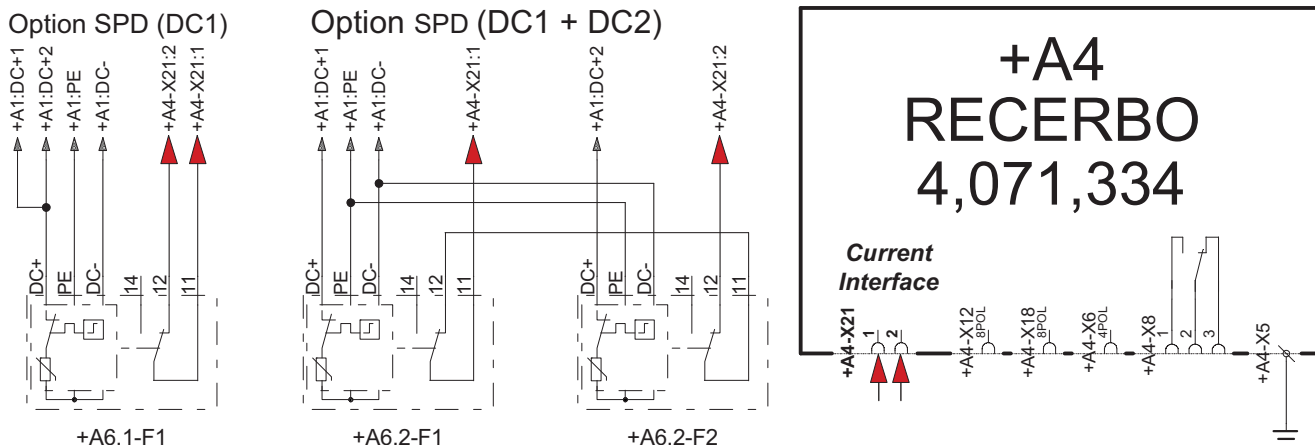 Option SPD (DC1)
+A1:DC+1
+A1:DC+2
+A1:PE
+A1:DC-
+A4-X21:2
+A4-X21:1
DC+
PE
DC-
14
12
11
+A6.1-F1
Option SPD (DC1 + DC2)
+A1:DC+1
+A1:PE
+A1:DC-
+A4-X21:1
+A1:DC+2
+A4-X21:2
DC+
PE
DC-
14
12
11
DC+
PE
DC-
14
12
11
+A6.2-F1
+A6.2-F2
+A4
RECERBO
4,071,334
Current
Interface
+A4-X21
1
2
+A4-X12
8POL
+A4-X18
8POL
+A4-X6
4POL
+A4-X8
1
2
3
+A4-X5